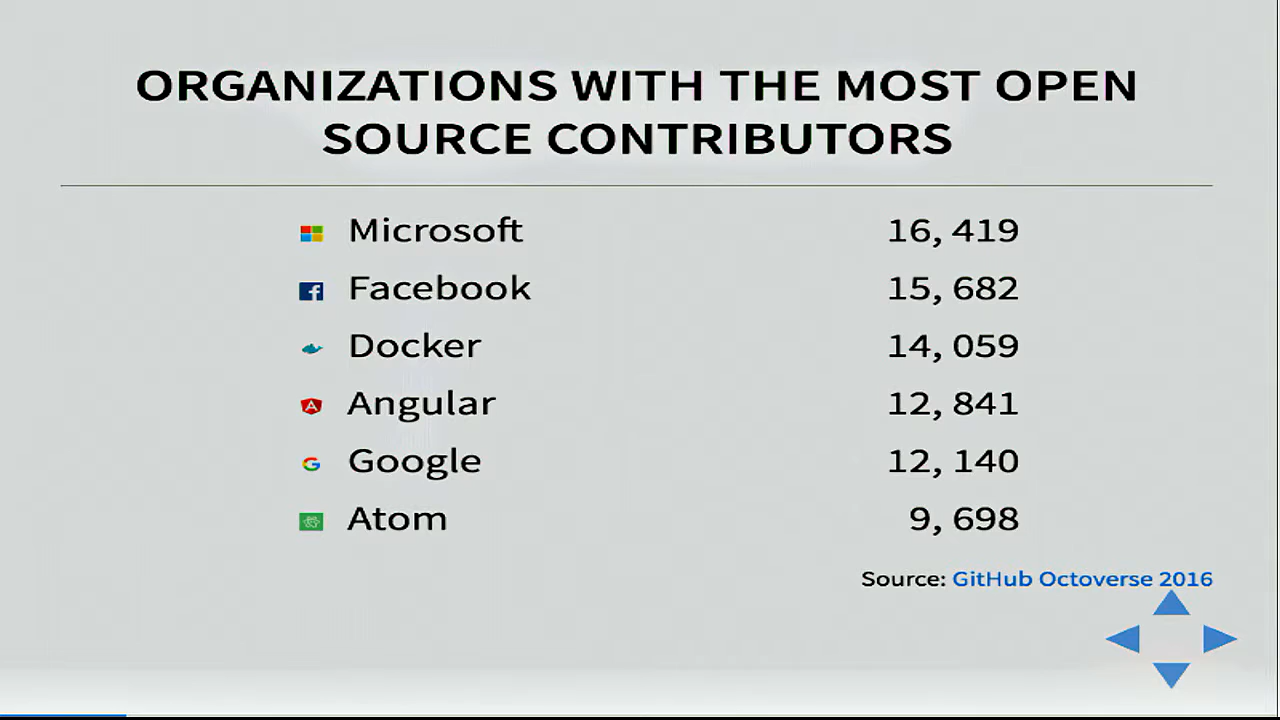 ORGANIZATIONS WITH THE MOST OPEN
SOURCE CONTRIBUTORS
Microsoft 16, 419
Facebook 15, 682
Docker 14, 059
Angular 12, 841
Google 12, 140
Atom 9, 698
Source: GitHub Octoverse 2016